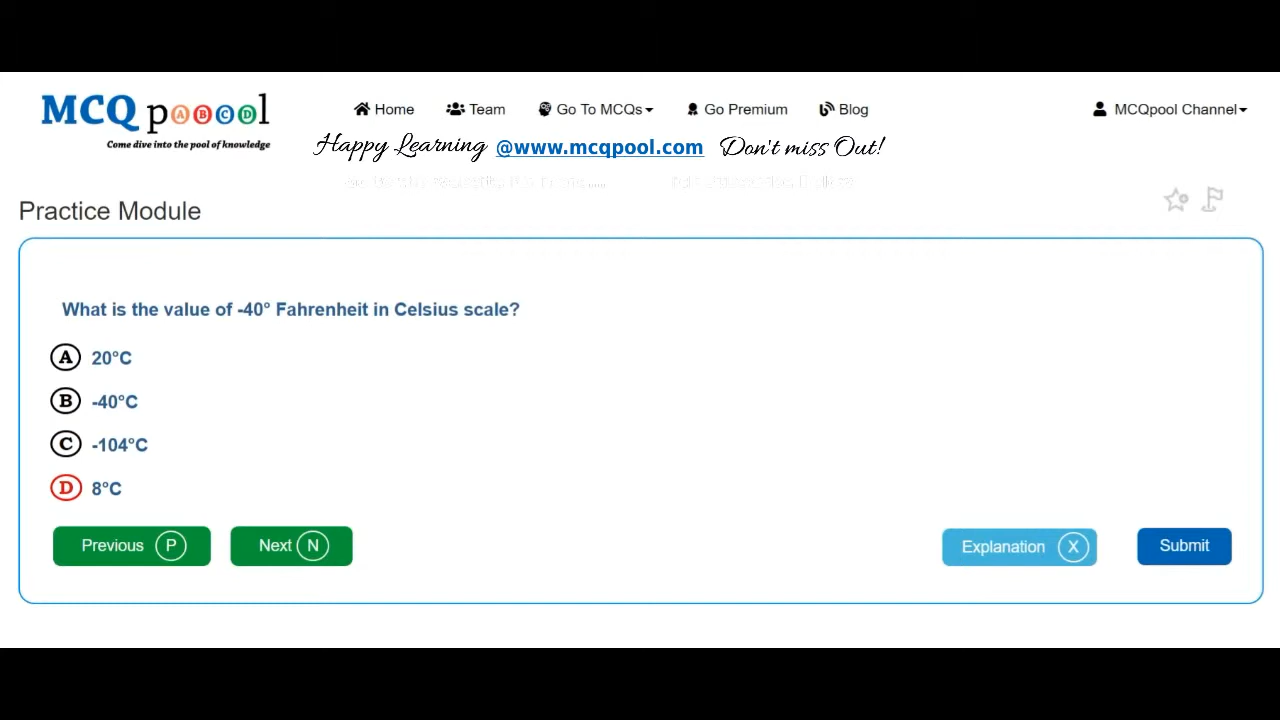 MCQ pooool
Come dive into the pool of knowledge
Home Team Go To MCQs Go Premium Blog MCQpool Channel
Happy Learning @www.mcqpool.com Don't miss Out!
Practice Module
What is the value of -40° Fahrenheit in Celsius scale?
A 20°C
B -40°C
C -104°C
D 8°C
Previous P Next N Explanation X Submit